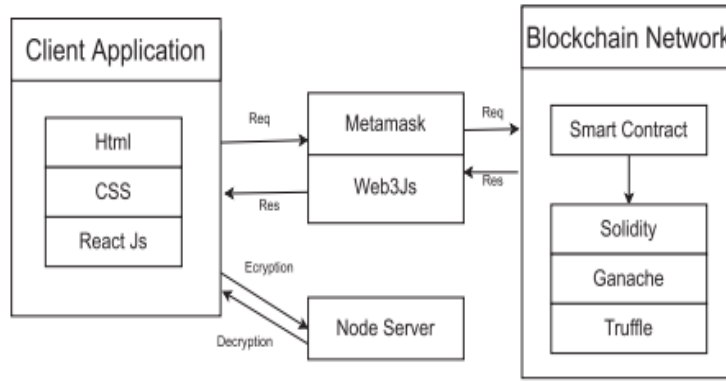 Client Application
Html
CSS
React Js
Req
Res
Metamask
Web3Js
Req
Res
Ecryption
Decryption
Node Server
Blockchain Network
Smart Contract
Solidity
Ganache
Truffle